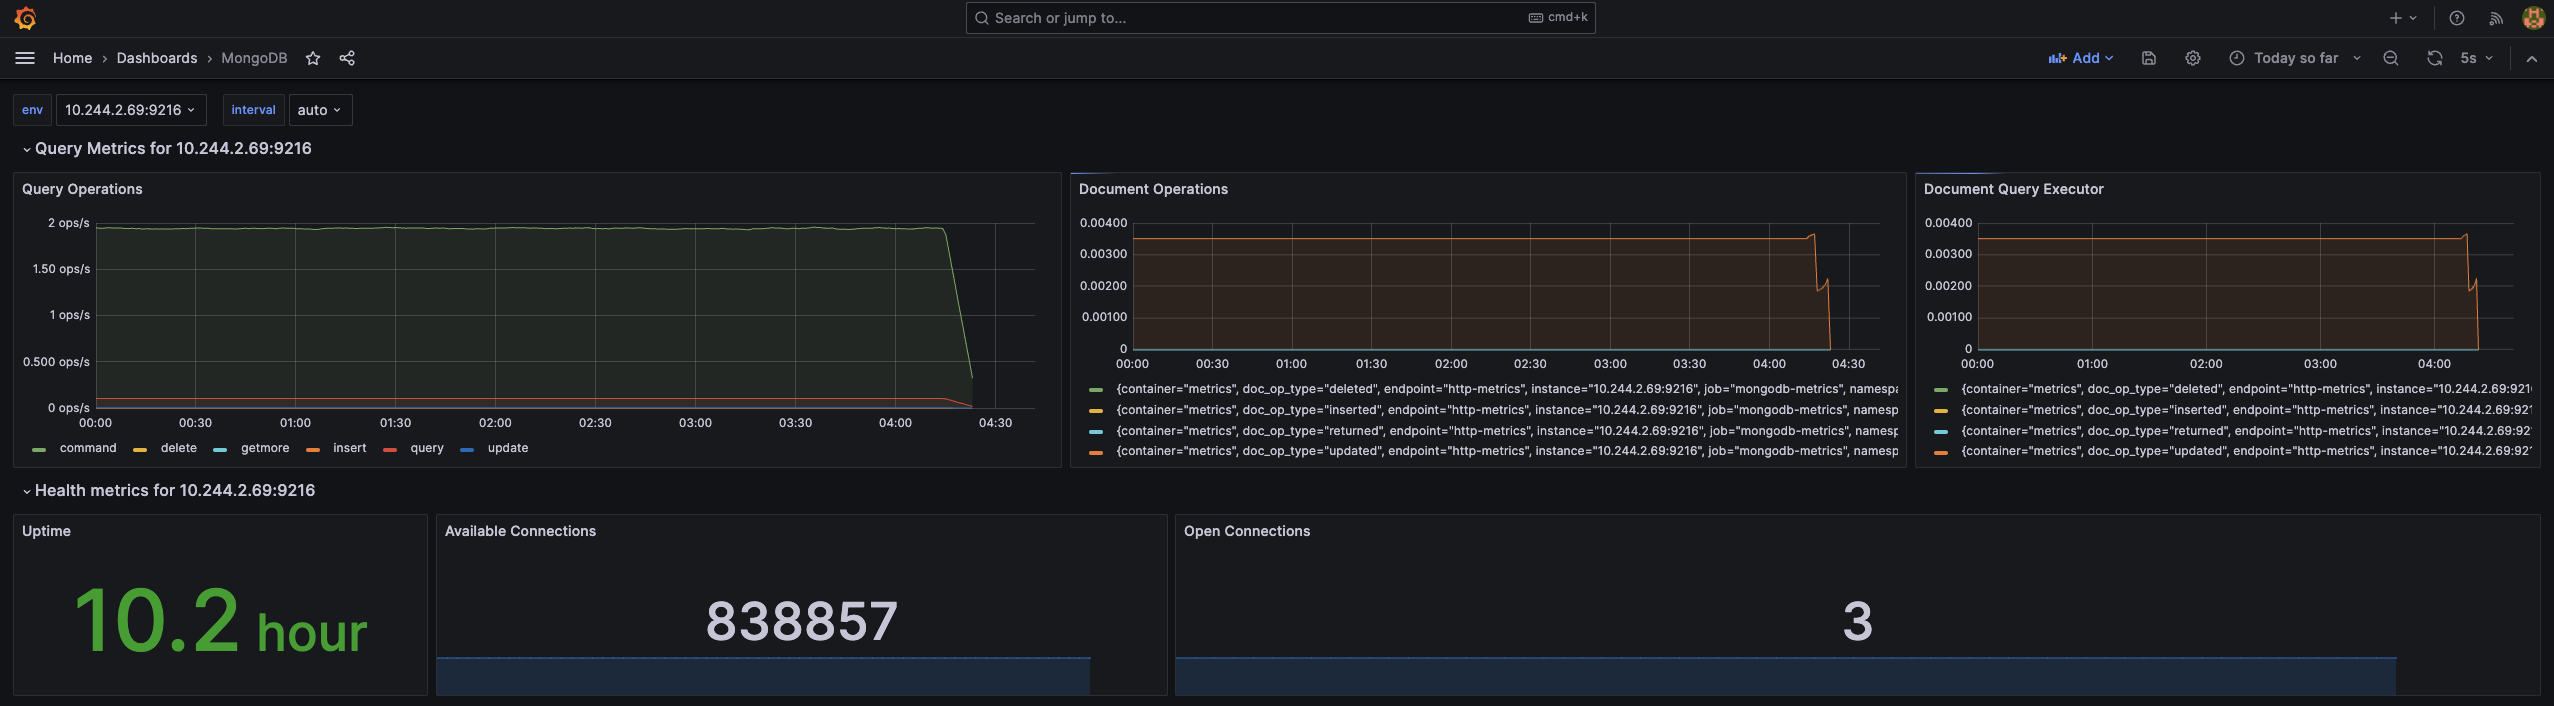 Search or jump to... cmd+k
Home › Dashboards › MongoDB Add Today so far 5s
env 10.244.2.69:9216 interval auto
Query Metrics for 10.244.2.69:9216
Query Operations
2 ops/s
1.50 ops/s
1 ops/s
0.500 ops/s
0 ops/s
00:00 00:30 01:00 01:30 02:00 02:30 03:00 03:30 04:00 04:30
command delete getmore insert query update
Document Operations
0.00400
0.00300
0.00200
0.00100
0
00:00 00:30 01:00 01:30 02:00 02:30 03:00 03:30 04:00 04:30
{container="metrics", doc_op_type="deleted", endpoint="http-metrics", instance="10.244.2.69:9216", job="mongodb-metrics", namespa
{container="metrics", doc_op_type="inserted", endpoint="http-metrics", instance="10.244.2.69:9216", job="mongodb-metrics", namesp
{container="metrics", doc_op_type="returned", endpoint="http-metrics", instance="10.244.2.69:9216", job="mongodb-metrics", namesp
{container="metrics", doc_op_type="updated", endpoint="http-metrics", instance="10.244.2.69:9216", job="mongodb-metrics", namesp
Document Query Executor
0.00400
0.00300
0.00200
0.00100
0
00:00 01:00 02:00 03:00 04:00
{container="metrics", doc_op_type="deleted", endpoint="http-metrics", instance="10.244.2.69:921
{container="metrics", doc_op_type="inserted", endpoint="http-metrics", instance="10.244.2.69:921
{container="metrics", doc_op_type="returned", endpoint="http-metrics", instance="10.244.2.69:92
{container="metrics", doc_op_type="updated", endpoint="http-metrics", instance="10.244.2.69:92
Health metrics for 10.244.2.69:9216
Uptime
10.2 hour
Available Connections
838857
Open Connections
3